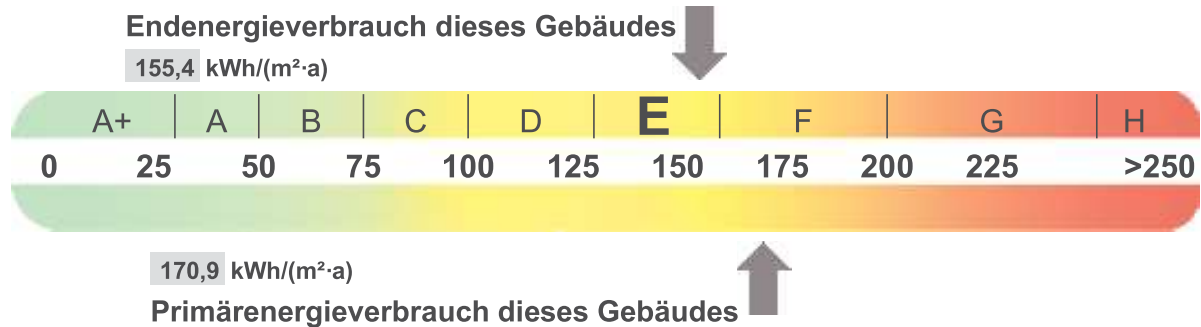 Endenergieverbrauch dieses Gebäudes
155,4 kWh/(m²·a)
A+ A B C D E F G H
0 25 50 75 100 125 150 175 200 225 >250
170,9 kWh/(m²·a)
Primärenergieverbrauch dieses Gebäudes